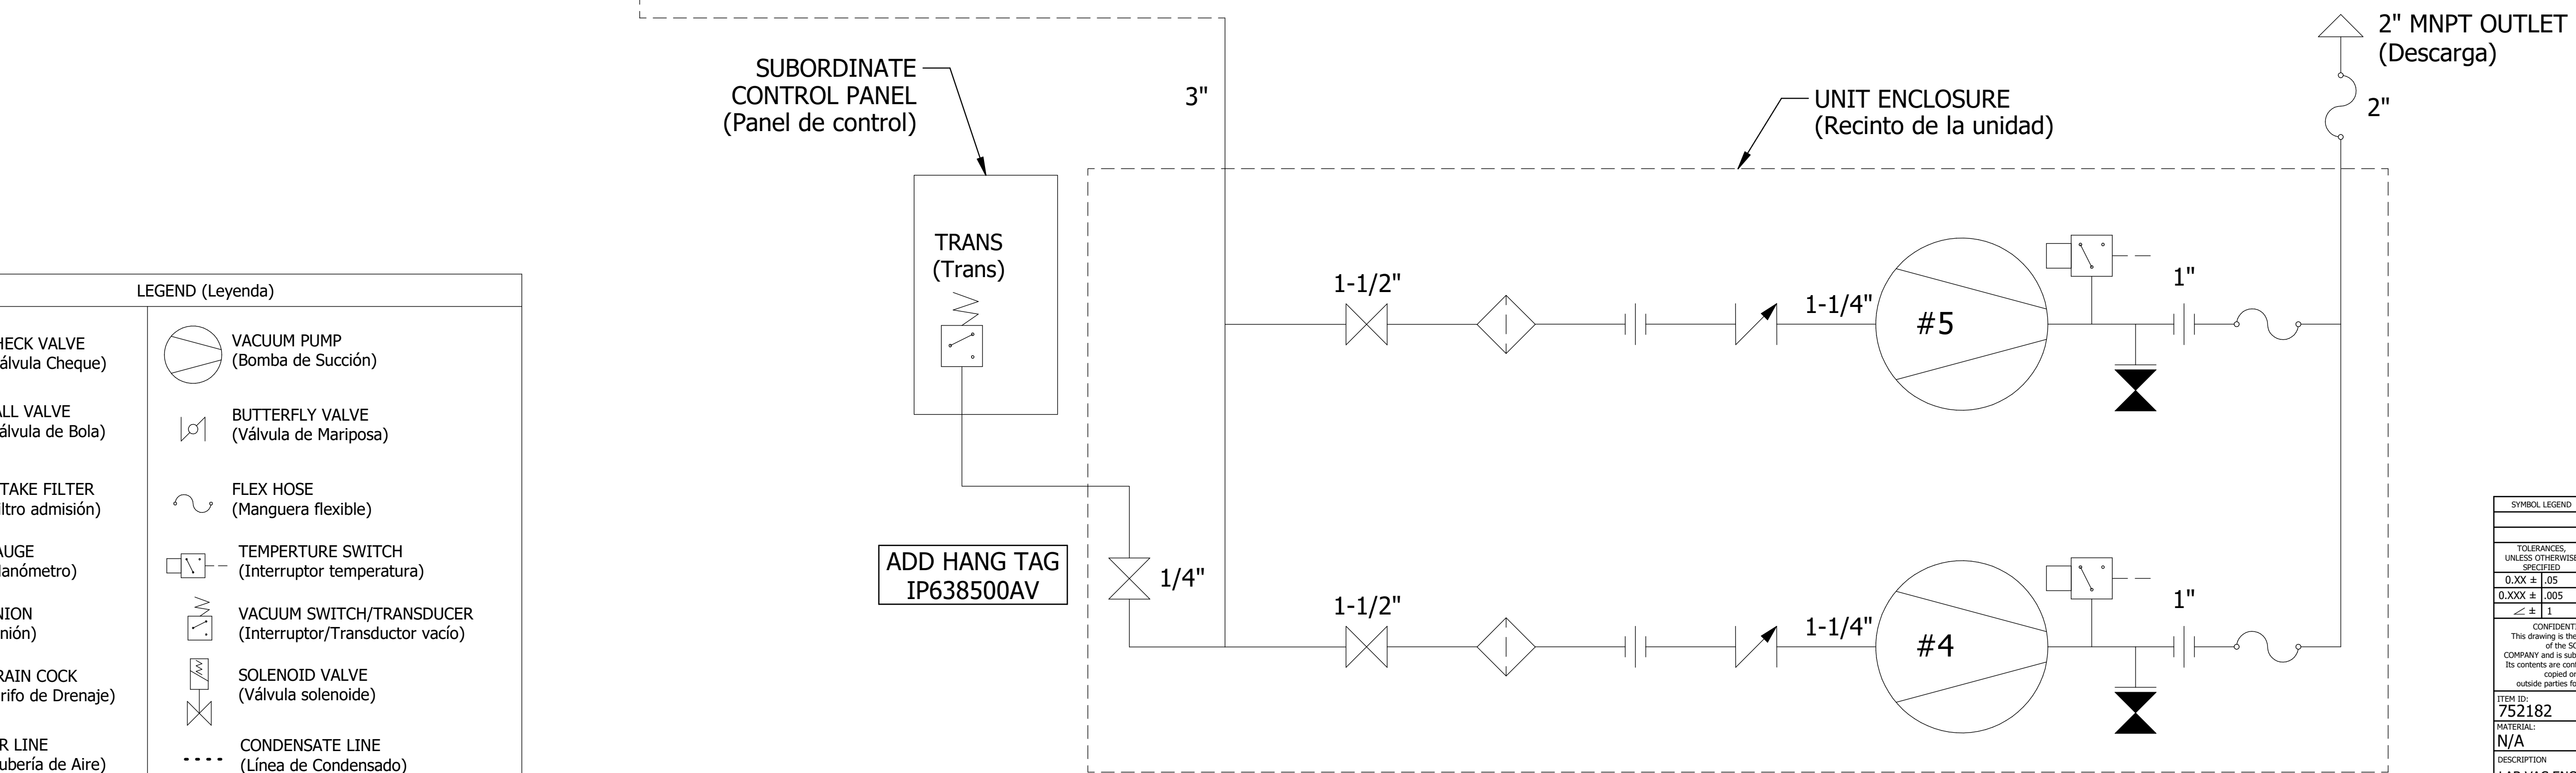 2" MNPT OUTLET
(Descarga)
2"
SUBORDINATE
CONTROL PANEL
(Panel de control)
3"
UNIT ENCLOSURE
(Recinto de la unidad)
TRANS
(Trans)
1-1/2"
1-1/4"
#5
1"
ADD HANG TAG
IP638500AV
1/4"
1-1/2"
1-1/4"
#4
1"
LEGEND (Leyenda)
HECK VALVE
álvula Cheque)
ALL VALVE
álvula de Bola)
TAKE FILTER
iltro admisión)
AUGE
anómetro)
NION
nión)
RAIN COCK
rifo de Drenaje)
R LINE
ubería de Aire)
VACUUM PUMP
(Bomba de Succión)
BUTTERFLY VALVE
(Válvula de Mariposa)
FLEX HOSE
(Manguera flexible)
TEMPERTURE SWITCH
(Interruptor temperatura)
VACUUM SWITCH/TRANSDUCER
(Interruptor/Transductor vacío)
SOLENOID VALVE
(Válvula solenoide)
CONDENSATE LINE
(Línea de Condensado)
SYMBOL LEGEND
TOLERANCES,
UNLESS OTHERWISE
SPECIFIED
0.XX ± .05
0.XXX ± .005
∠ ± 1
CONFIDENT
This drawing is the
of the SC
COMPANY and is sub
Its contents are con
copied or
outside parties fo
ITEM ID:
752182
MATERIAL:
N/A
DESCRIPTION